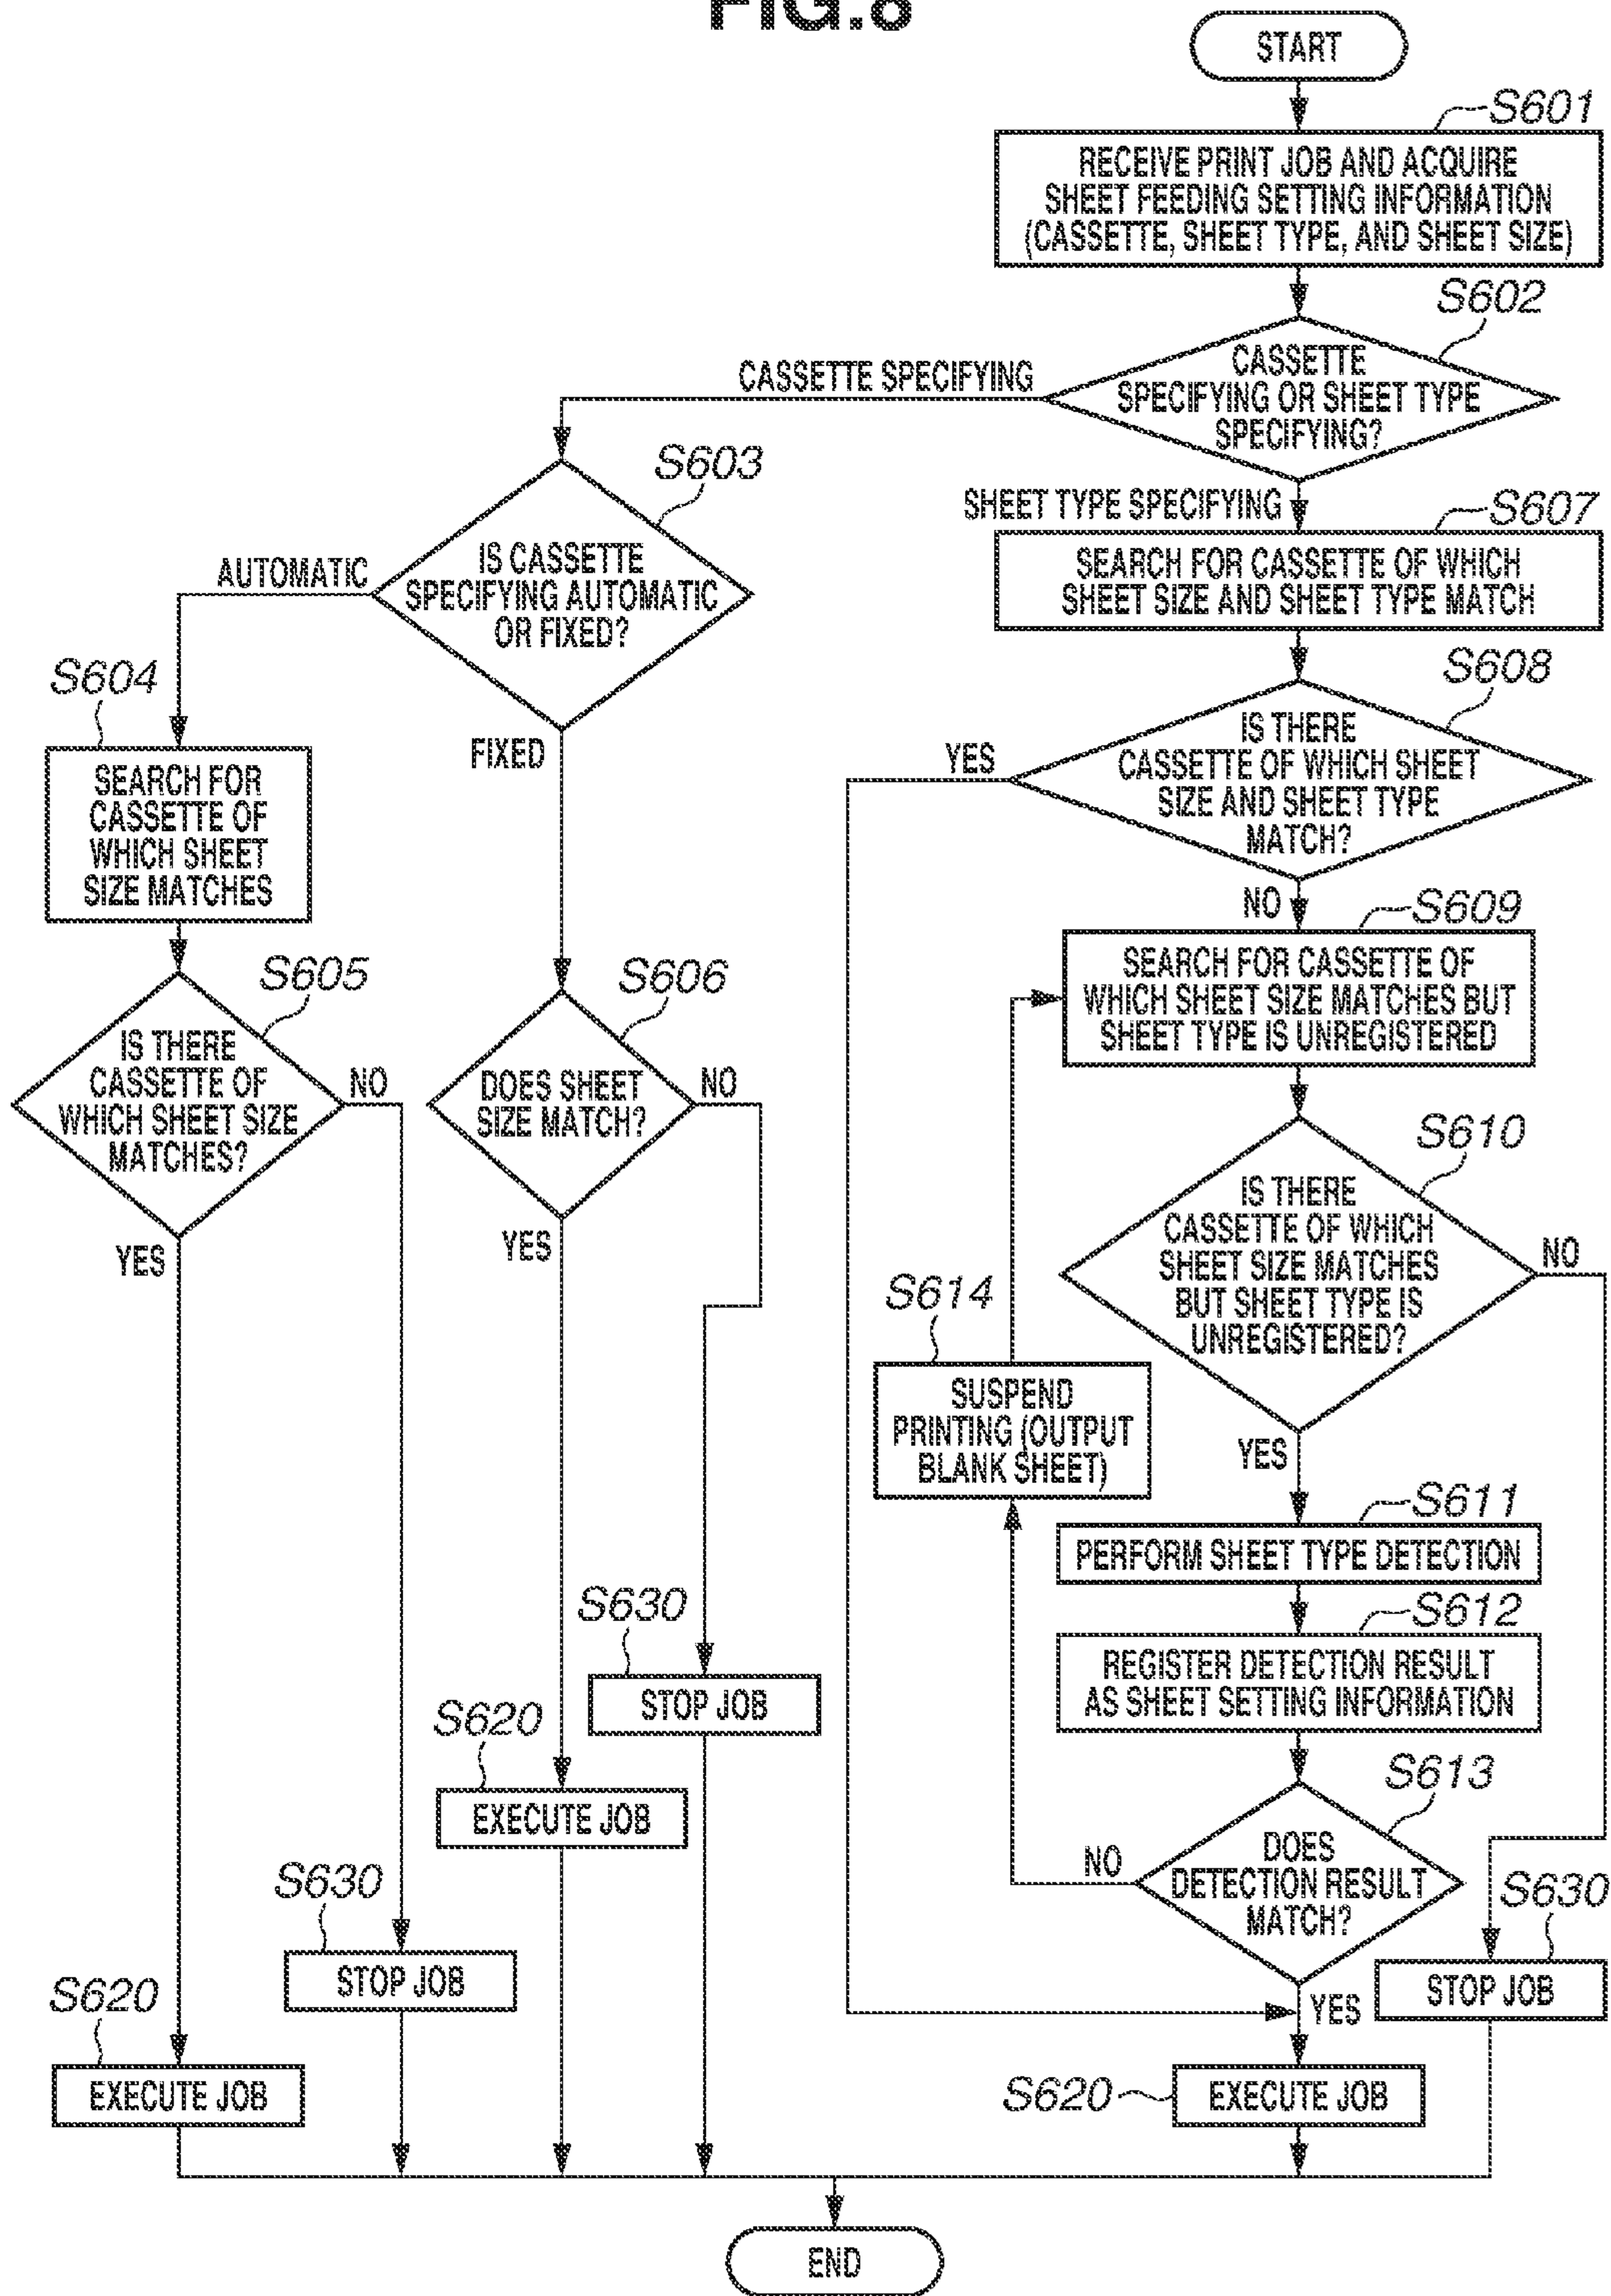 FIG.8
START
S601
RECEIVE PRINT JOB AND ACQUIRE
SHEET FEEDING SETTING INFORMATION
(CASSETTE, SHEET TYPE, AND SHEET SIZE)
S602
CASSETTE
SPECIFYING OR SHEET TYPE
SPECIFYING?
CASSETTE SPECIFYING
SHEET TYPE SPECIFYING
S603
IS CASSETTE
SPECIFYING AUTOMATIC
OR FIXED?
AUTOMATIC
FIXED
S604
SEARCH FOR
CASSETTE OF
WHICH SHEET
SIZE MATCHES
S605
IS THERE
CASSETTE OF
WHICH SHEET SIZE
MATCHES?
NO
YES
S606
DOES SHEET
SIZE MATCH?
NO
YES
S630
STOP JOB
S620
EXECUTE JOB
S630
STOP JOB
S620
EXECUTE JOB
S607
SEARCH FOR CASSETTE OF WHICH
SHEET SIZE AND SHEET TYPE MATCH
S608
IS THERE
CASSETTE OF WHICH SHEET
SIZE AND SHEET TYPE
MATCH?
YES
NO
S609
SEARCH FOR CASSETTE OF
WHICH SHEET SIZE MATCHES BUT
SHEET TYPE IS UNREGISTERED
S610
IS THERE
CASSETTE OF WHICH
SHEET SIZE MATCHES
BUT SHEET TYPE IS
UNREGISTERED?
NO
YES
S614
SUSPEND
PRINTING (OUTPUT
BLANK SHEET)
S611
PERFORM SHEET TYPE DETECTION
S612
REGISTER DETECTION RESULT
AS SHEET SETTING INFORMATION
S613
DOES
DETECTION RESULT
MATCH?
NO
YES
S630
STOP JOB
S620
EXECUTE JOB
END